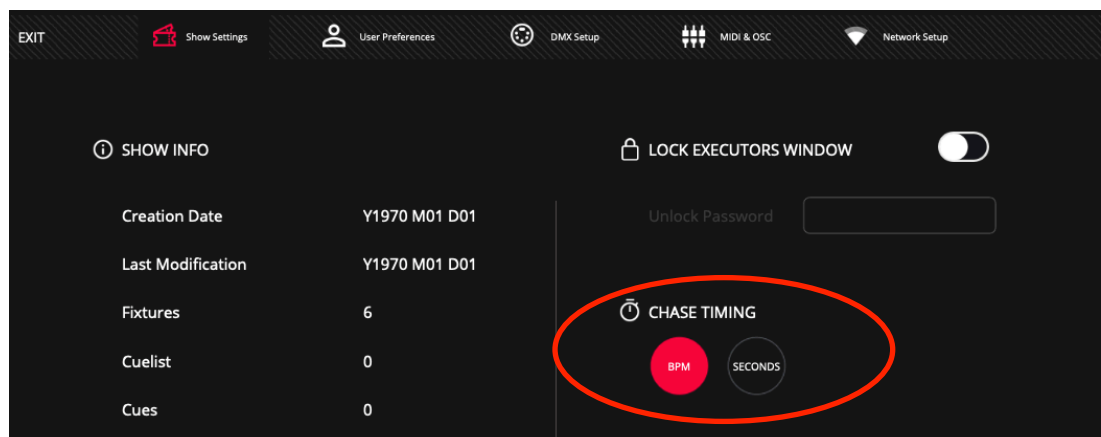 EXIT Show Settings User Preferences DMX Setup MIDI & OSC Network Setup
SHOW INFO
Creation Date Y1970 M01 D01
Last Modification Y1970 M01 D01
Fixtures 6
Cuelist 0
Cues 0
LOCK EXECUTORS WINDOW
Unlock Password
CHASE TIMING
BPM SECONDS